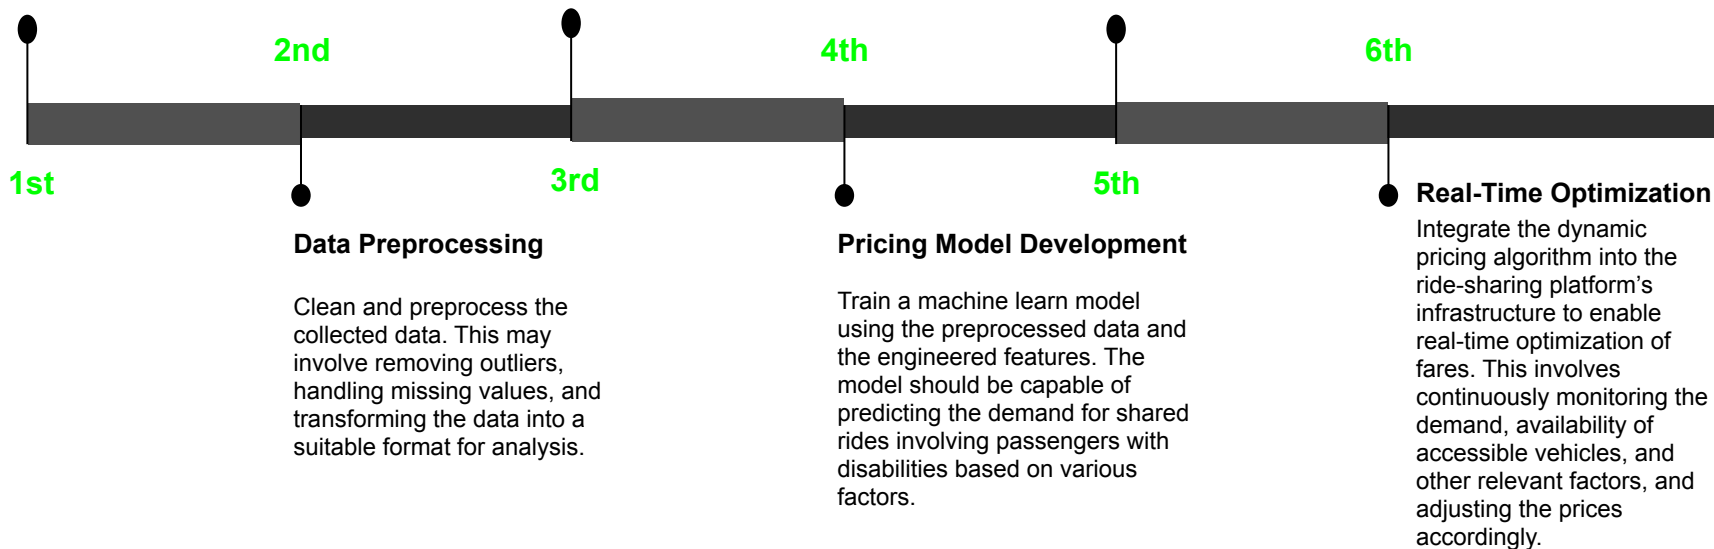 2nd
4th
6th
1st
3rd
5th
Data Preprocessing
Clean and preprocess the
collected data. This may
involve removing outliers,
handling missing values, and
transforming the data into a
suitable format for analysis.
Pricing Model Development
Train a machine learn model
using the preprocessed data and
the engineered features. The
model should be capable of
predicting the demand for shared
rides involving passengers with
disabilities based on various
factors.
Real-Time Optimization
Integrate the dynamic
pricing algorithm into the
ride-sharing platform’s
infrastructure to enable
real-time optimization of
fares. This involves
continuously monitoring the
demand, availability of
accessible vehicles, and
other relevant factors, and
adjusting the prices
accordingly.